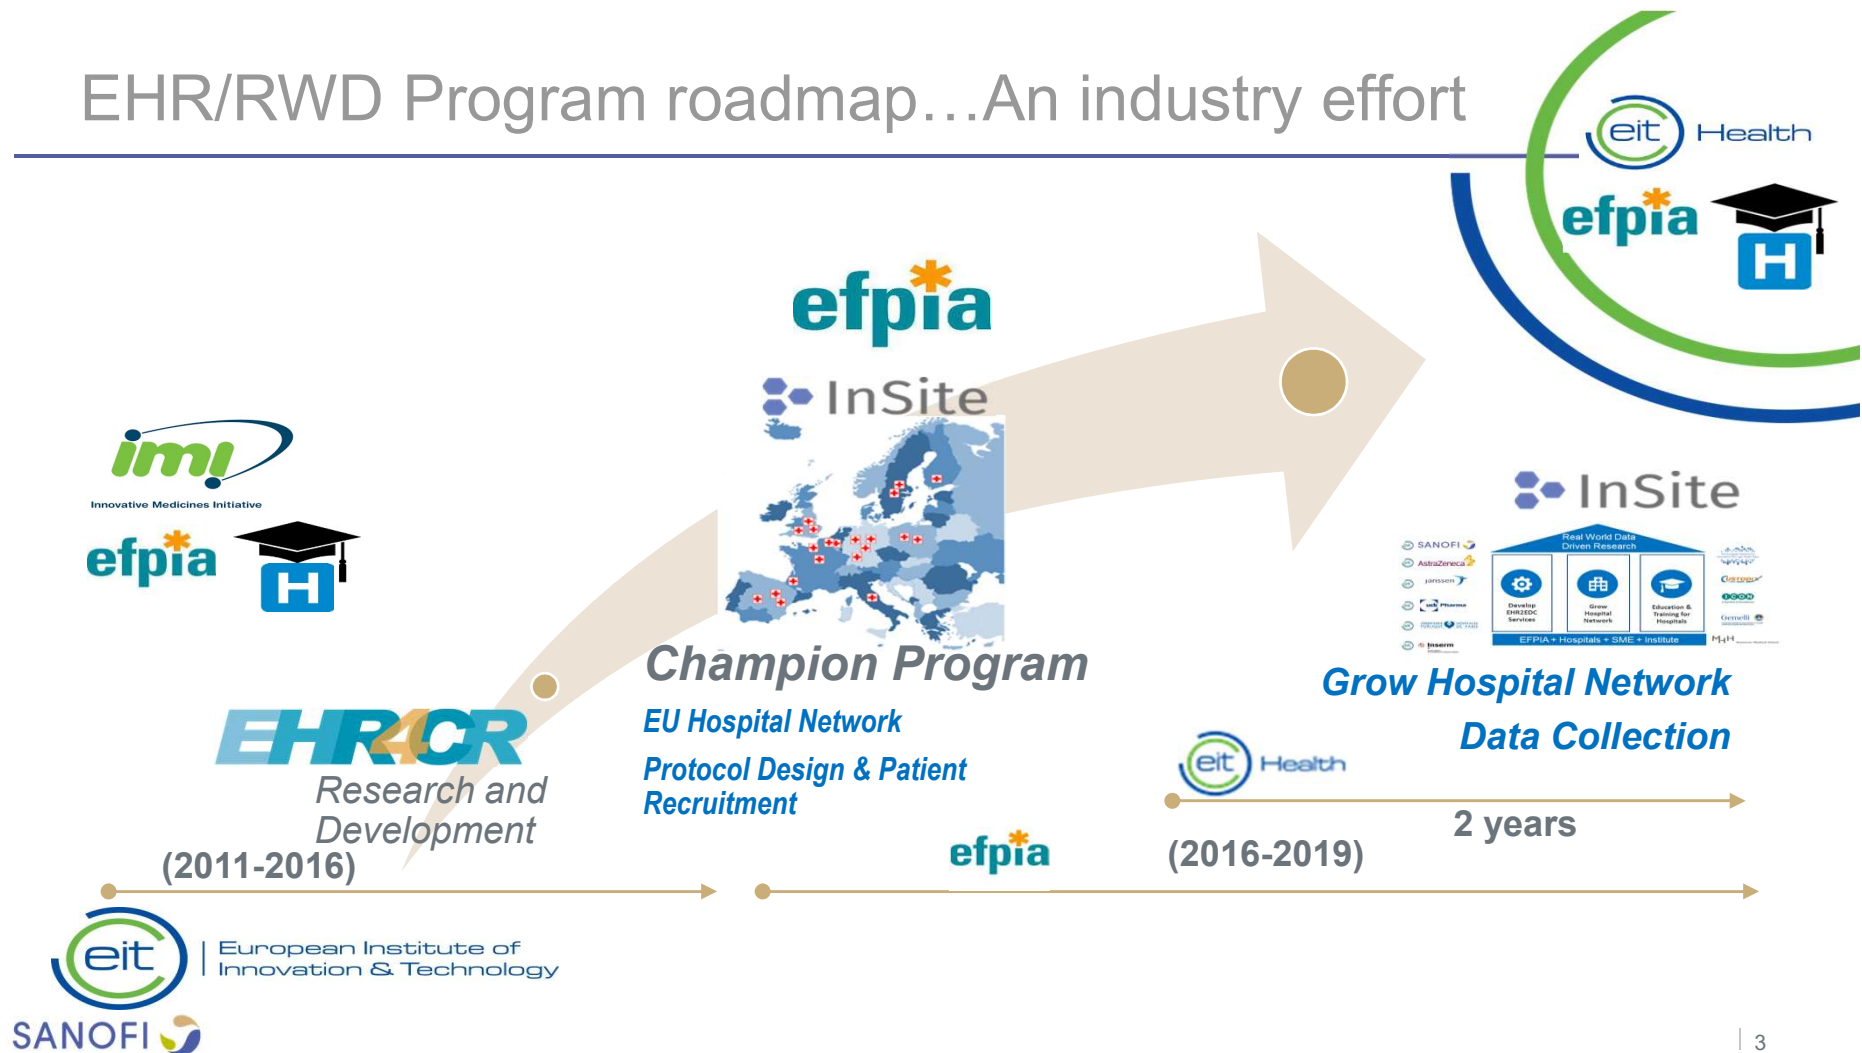 EHR/RWD Program roadmap…An industry effort
eit Health
efpia
H
efpia
InSite
imi
Innovative Medicines Initiative
efpia
H
InSite
Real World Data
Driven Research
SANOFI
AstraZeneca
janssen
ucb Pharma
Inserm
Develop
EHR2EDC
Services
Grow
Hospital
Network
Education &
Training for
Hospitals
EFPIA + Hospitals + SME + Institute
ICON
Gemelli
Champion Program
EU Hospital Network
Protocol Design & Patient
Recruitment
Grow Hospital Network
Data Collection
EHR4CR
Research and
Development
(2011-2016)
eit Health
2 years
efpia
(2016-2019)
eit
European Institute of
Innovation & Technology
SANOFI
3